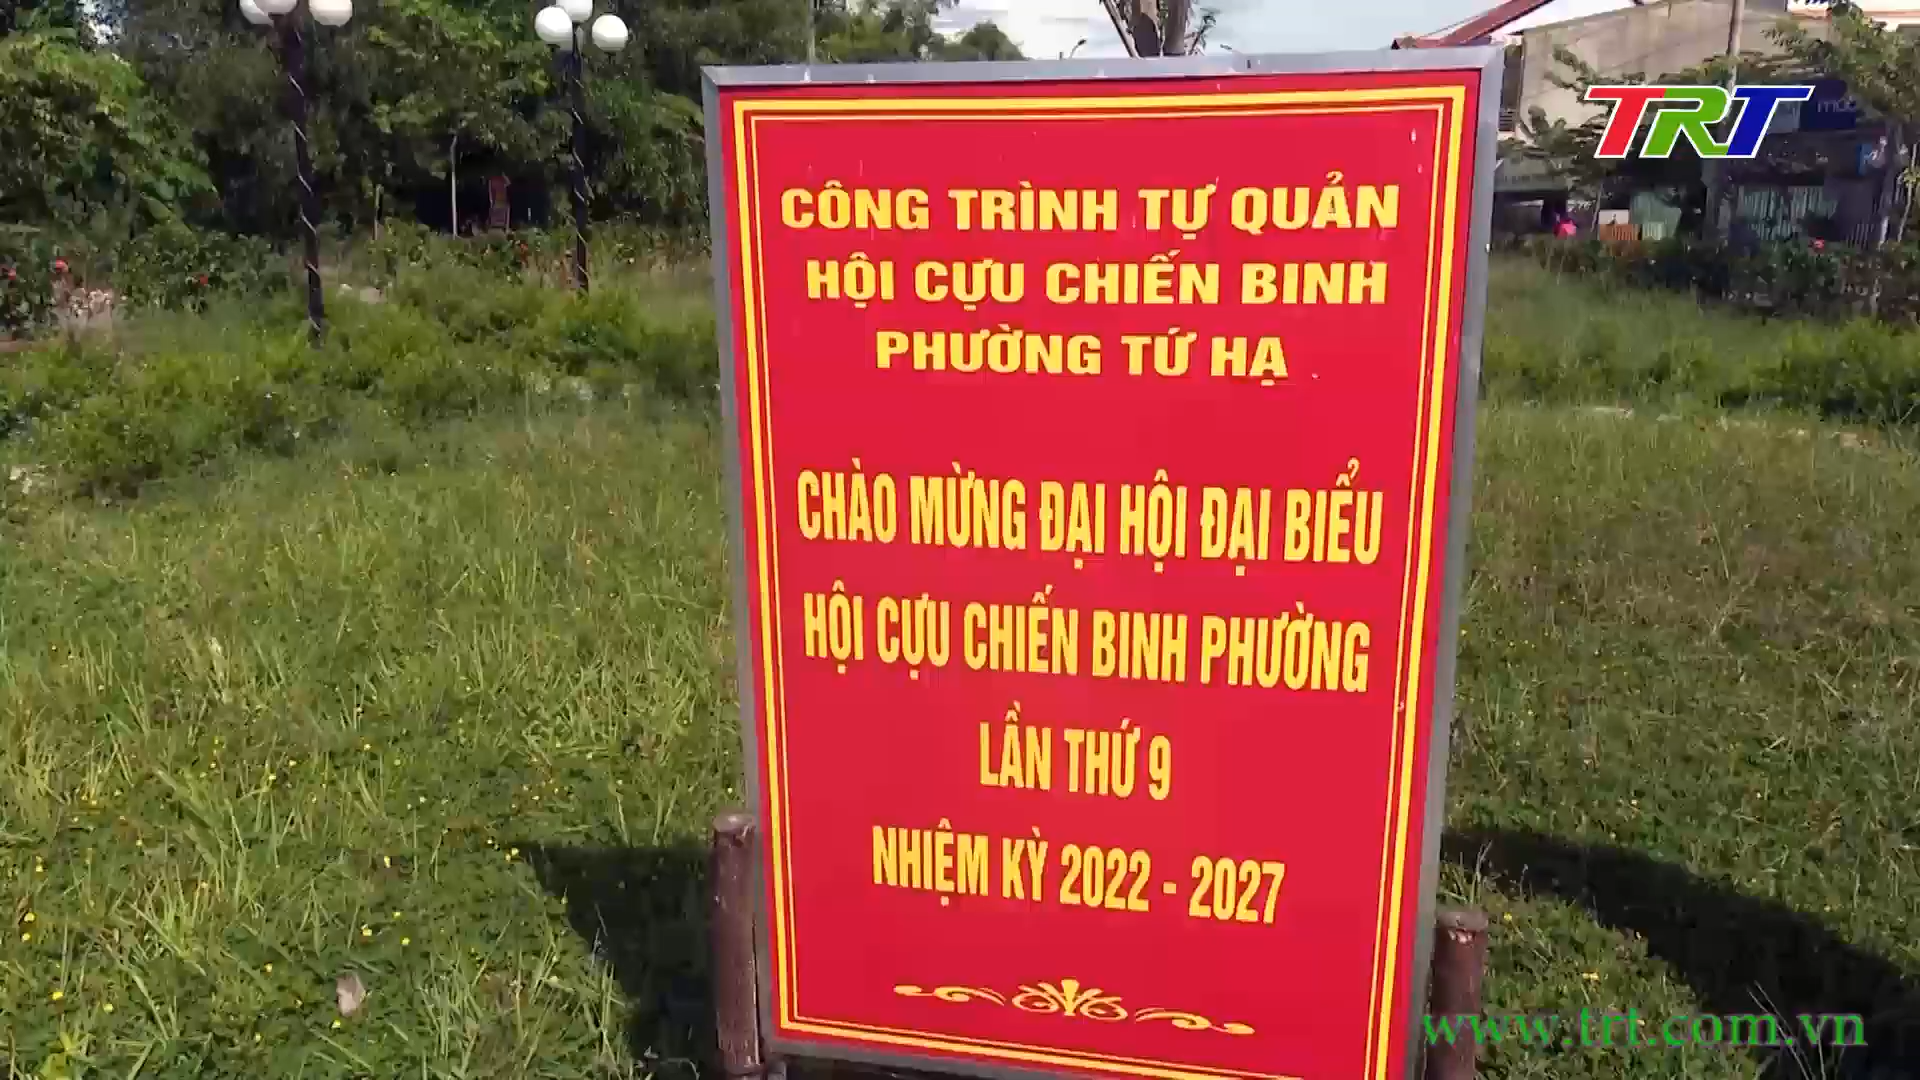 TRT
CÔNG TRÌNH TỰ QUẢN
HỘI CỰU CHIẾN BINH
PHƯỜNG TỨ HẠ
CHÀO MỪNG ĐẠI HỘI ĐẠI BIỂU
HỘI CỰU CHIẾN BINH PHƯỜNG
LẦN THỨ 9
NHIỆM KỲ 2022 - 2027
www.trt.com.vn